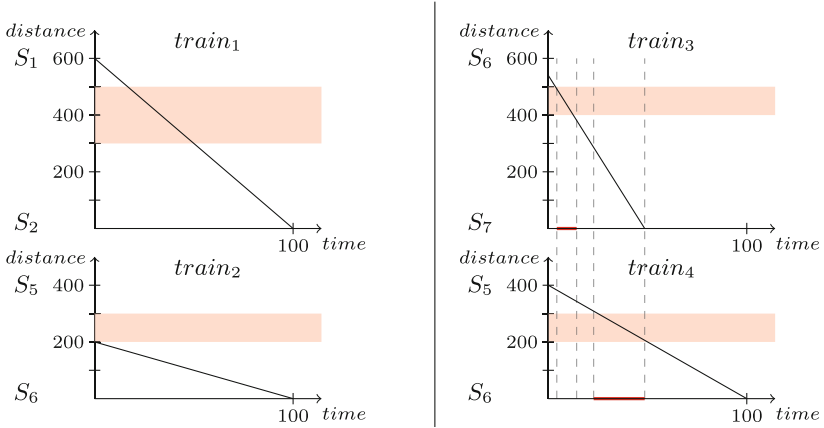 distance
train₁
S₁ 600
400
200
S₂
100 time
distance
train₂
S₅ 400
200
S₆
100 time
distance
train₃
S₆ 600
400
200
S₇
100 time
distance
train₄
S₅ 400
200
S₆
100 time